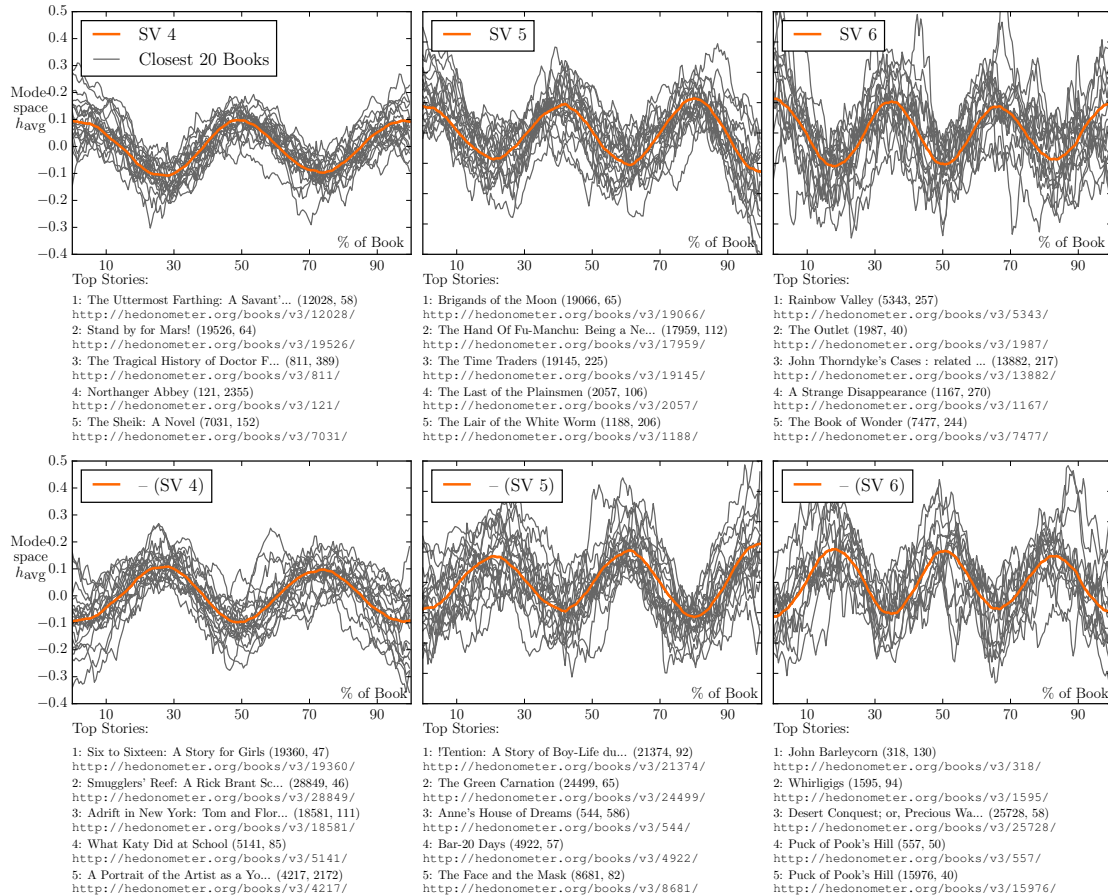 0.5
0.4
0.3
Mode 0.2
space 0.1
havg
0.0
−0.1
−0.2
−0.3
−0.4
SV 4
Closest 20 Books
% of Book
10 30 50 70 90
Top Stories:
1: The Uttermost Farthing: A Savant'... (12028, 58)
http://hedonometer.org/books/v3/12028/
2: Stand by for Mars! (19526, 64)
http://hedonometer.org/books/v3/19526/
3: The Tragical History of Doctor F... (811, 389)
http://hedonometer.org/books/v3/811/
4: Northanger Abbey (121, 2355)
http://hedonometer.org/books/v3/121/
5: The Sheik: A Novel (7031, 152)
http://hedonometer.org/books/v3/7031/
SV 5
10 30 50 70 90
Top Stories:
1: Brigands of the Moon (19066, 65)
http://hedonometer.org/books/v3/19066/
2: The Hand Of Fu-Manchu: Being a Ne... (17959, 112)
http://hedonometer.org/books/v3/17959/
3: The Time Traders (19145, 225)
http://hedonometer.org/books/v3/19145/
4: The Last of the Plainsmen (2057, 106)
http://hedonometer.org/books/v3/2057/
5: The Lair of the White Worm (1188, 206)
http://hedonometer.org/books/v3/1188/
% of Book
SV 6
% of Book
10 30 50 70 90
Top Stories:
1: Rainbow Valley (5343, 257)
http://hedonometer.org/books/v3/5343/
2: The Outlet (1987, 40)
http://hedonometer.org/books/v3/1987/
3: John Thorndyke's Cases : related ... (13882, 217)
http://hedonometer.org/books/v3/13882/
4: A Strange Disappearance (1167, 270)
http://hedonometer.org/books/v3/1167/
5: The Book of Wonder (7477, 244)
http://hedonometer.org/books/v3/7477/
0.5
0.4
0.3
Mode 0.2
space 0.1
havg
0.0
−0.1
−0.2
−0.3
−0.4
– (SV 4)
% of Book
10 30 50 70 90
Top Stories:
1: Six to Sixteen: A Story for Girls (19360, 47)
http://hedonometer.org/books/v3/19360/
2: Smugglers' Reef: A Rick Brant Sc... (28849, 46)
http://hedonometer.org/books/v3/28849/
3: Adrift in New York: Tom and Flor... (18581, 111)
http://hedonometer.org/books/v3/18581/
4: What Katy Did at School (5141, 85)
http://hedonometer.org/books/v3/5141/
5: A Portrait of the Artist as a Yo... (4217, 2172)
http://hedonometer.org/books/v3/4217/
– (SV 5)
% of Book
10 30 50 70 90
Top Stories:
1: !Tention: A Story of Boy-Life du... (21374, 92)
http://hedonometer.org/books/v3/21374/
2: The Green Carnation (24499, 65)
http://hedonometer.org/books/v3/24499/
3: Anne's House of Dreams (544, 586)
http://hedonometer.org/books/v3/544/
4: Bar-20 Days (4922, 57)
http://hedonometer.org/books/v3/4922/
5: The Face and the Mask (8681, 82)
http://hedonometer.org/books/v3/8681/
– (SV 6)
% of Book
10 30 50 70 90
Top Stories:
1: John Barleycorn (318, 130)
http://hedonometer.org/books/v3/318/
2: Whirligigs (1595, 94)
http://hedonometer.org/books/v3/1595/
3: Desert Conquest; or, Precious Wa... (25728, 58)
http://hedonometer.org/books/v3/25728/
4: Puck of Pook's Hill (557, 50)
http://hedonometer.org/books/v3/557/
5: Puck of Pook's Hill (15976, 40)
http://hedonometer.org/books/v3/15976/